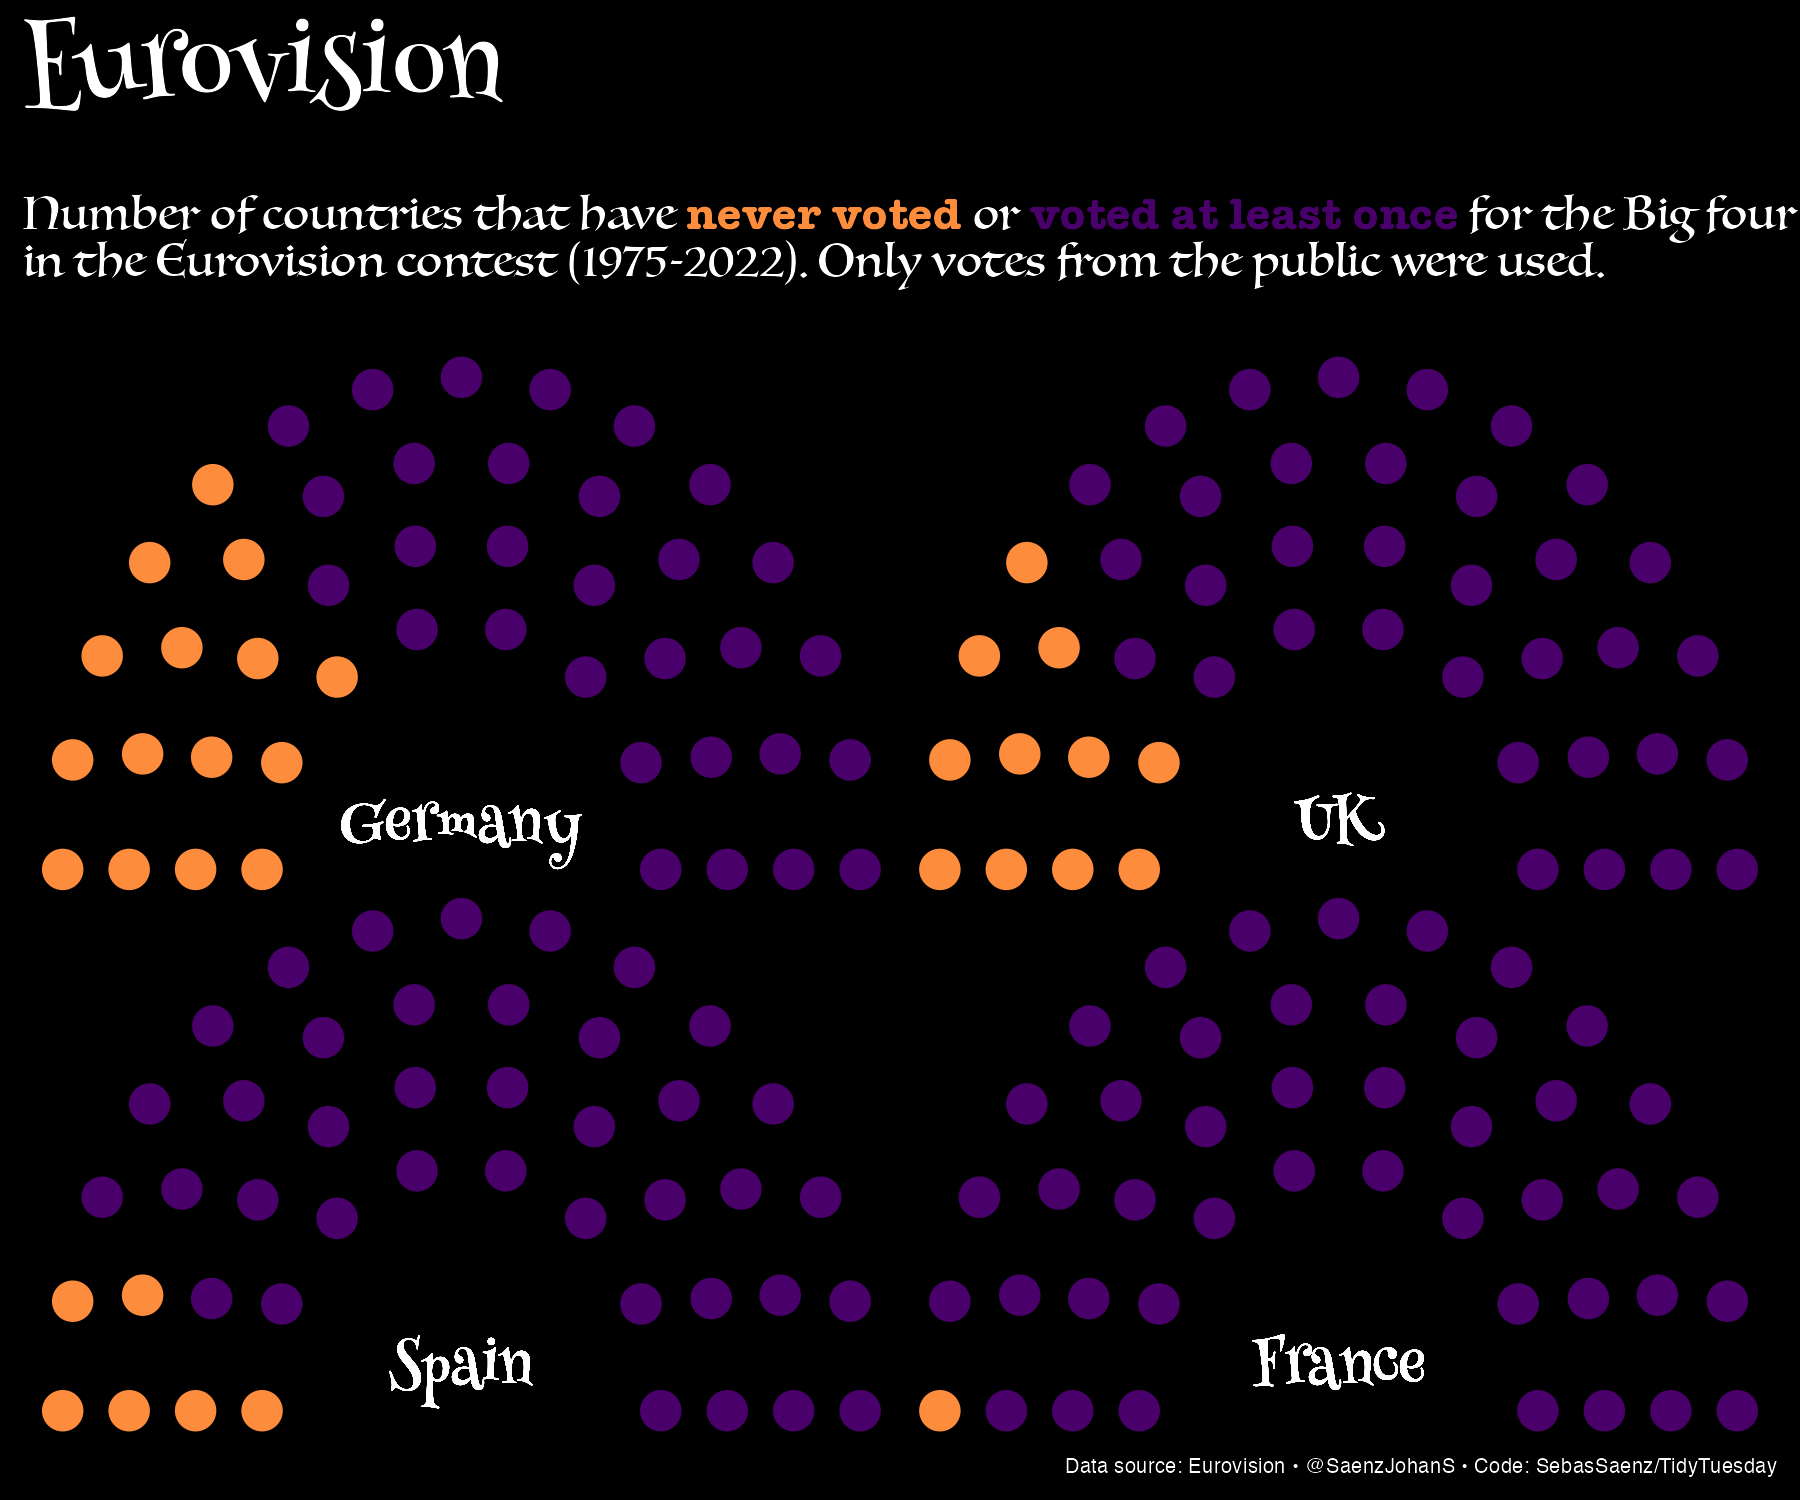 Eurovision
Number of countries that have never voted or voted at least once for the Big four
in the Eurovision contest (1975-2022). Only votes from the public were used.
Germany
UK
Spain
France
Data source: Eurovision • @SaenzJohanS • Code: SebasSaenz/TidyTuesday